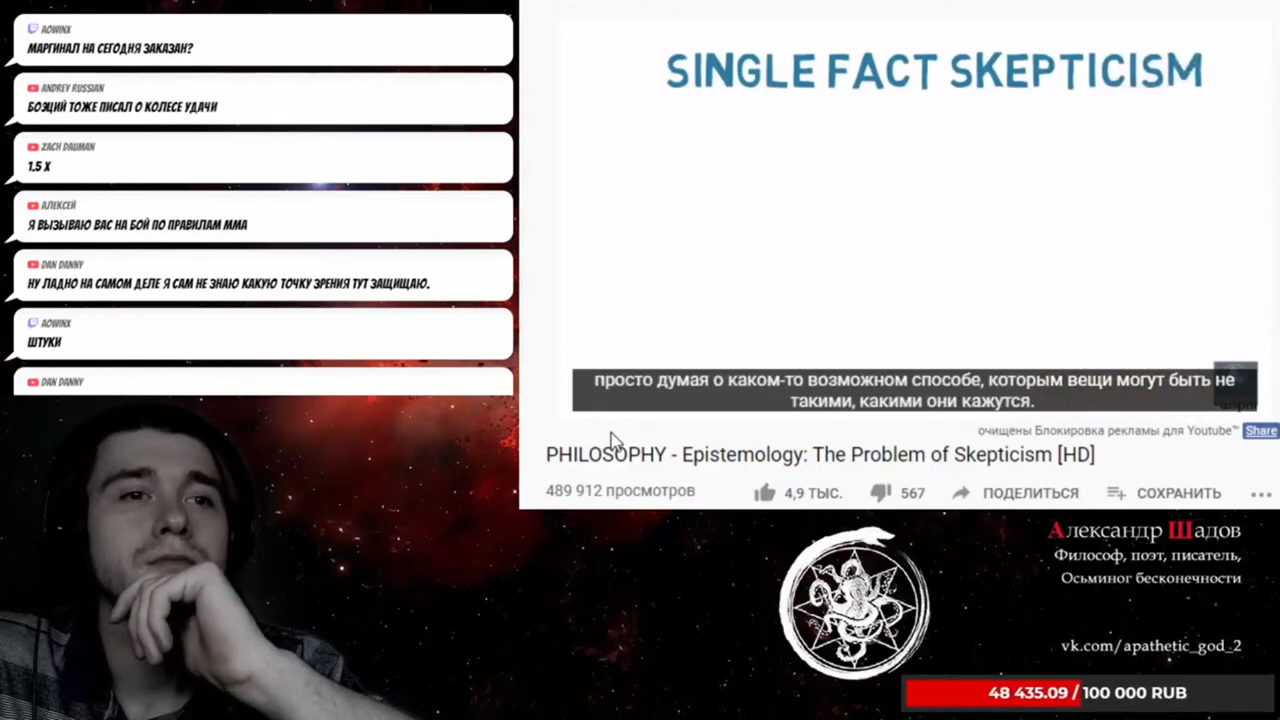 AOWINX
МАРГИНАЛ НА СЕГОДНЯ ЗАКАЗАН?
ANDREY RUSSIAN
БОЭЦИЙ ТОЖЕ ПИСАЛ О КОЛЕСЕ УДАЧИ
ZACH DAUMAN
1.5 X
АЛЕКСЕЙ
Я ВЫЗЫВАЮ ВАС НА БОЙ ПО ПРАВИЛАМ ММА
DAN DANNY
НУ ЛАДНО НА САМОМ ДЕЛЕ Я САМ НЕ ЗНАЮ КАКУЮ ТОЧКУ ЗРЕНИЯ ТУТ ЗАЩИЩАЮ.
AOWINX
ШТУКИ
DAN DANNY
SINGLE FACT SKEPTICISM
просто думая о каком-то возможном способе, которым вещи могут быть не
такими, какими они кажутся.
очищены Блокировка рекламы для Youtube™ Share
PHILOSOPHY - Epistemology: The Problem of Skepticism [HD]
489 912 просмотров
4,9 ТЫС. 567 ПОДЕЛИТЬСЯ СОХРАНИТЬ
Александр Шадов
Философ, поэт, писатель,
Осьминог бесконечности
vk.com/apathetic_god_2
48 435.09 / 100 000 RUB